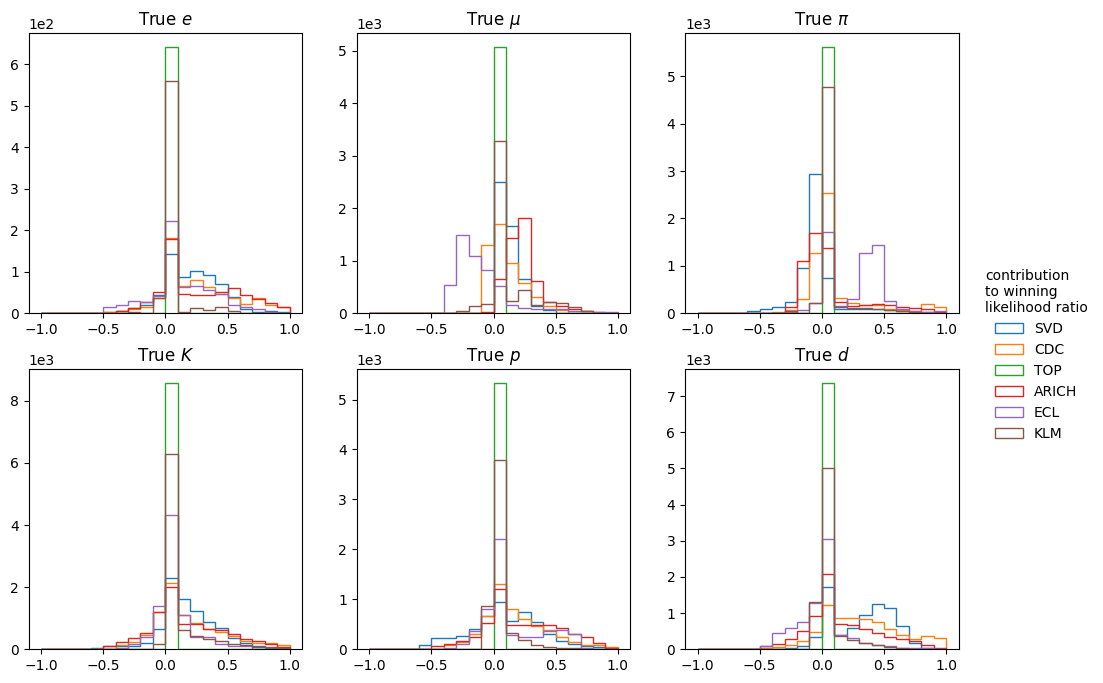 True e
1e2
6
5
4
3
2
1
0
−1.0 −0.5 0.0 0.5 1.0
True μ
1e3
5
4
3
2
1
0
−1.0 −0.5 0.0 0.5 1.0
True π
1e3
5
4
3
2
1
0
−1.0 −0.5 0.0 0.5 1.0
contribution
to winning
likelihood ratio
SVD
CDC
TOP
ARICH
ECL
KLM
True K
1e3
8
6
4
2
0
−1.0 −0.5 0.0 0.5 1.0
True p
1e3
5
4
3
2
1
0
−1.0 −0.5 0.0 0.5 1.0
True d
1e3
7
6
5
4
3
2
1
0
−1.0 −0.5 0.0 0.5 1.0